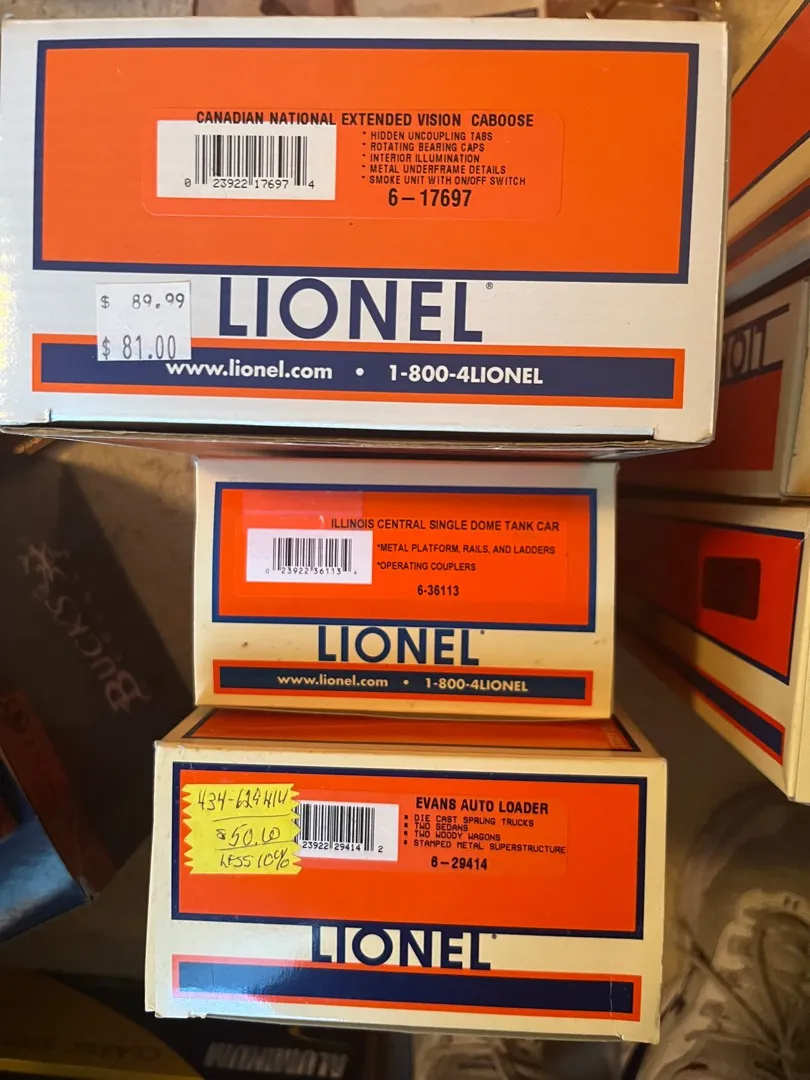 CANADIAN NATIONAL EXTENDED VISION CABOOSE
* HIDDEN UNCOUPLING TABS
* ROTATING BEARING CAPS
* INTERIOR ILLUMINATION
* METAL UNDERFRAME DETAILS
* SMOKE UNIT WITH ON/OFF SWITCH
6-17697
0 23922 17697 4
$ 89.99
$ 81.00
LIONEL®
www.lionel.com • 1-800-4LIONEL
ILLINOIS CENTRAL SINGLE DOME TANK CAR
*METAL PLATFORM, RAILS, AND LADDERS
*OPERATING COUPLERS
6-36113
0 23922 36113 4
LIONEL
www.lionel.com • 1-800-4LIONEL
EVANS AUTO LOADER
DIE CAST SPRUNG TRUCKS
TWO SEDANS
TWO WOODY WAGONS
STAMPED METAL SUPERSTRUCTURE
6-29414
23922 29414 2
434-629414
LESS 10%
LIONEL
BUCK'S
ALUMINUM
CLASSIC